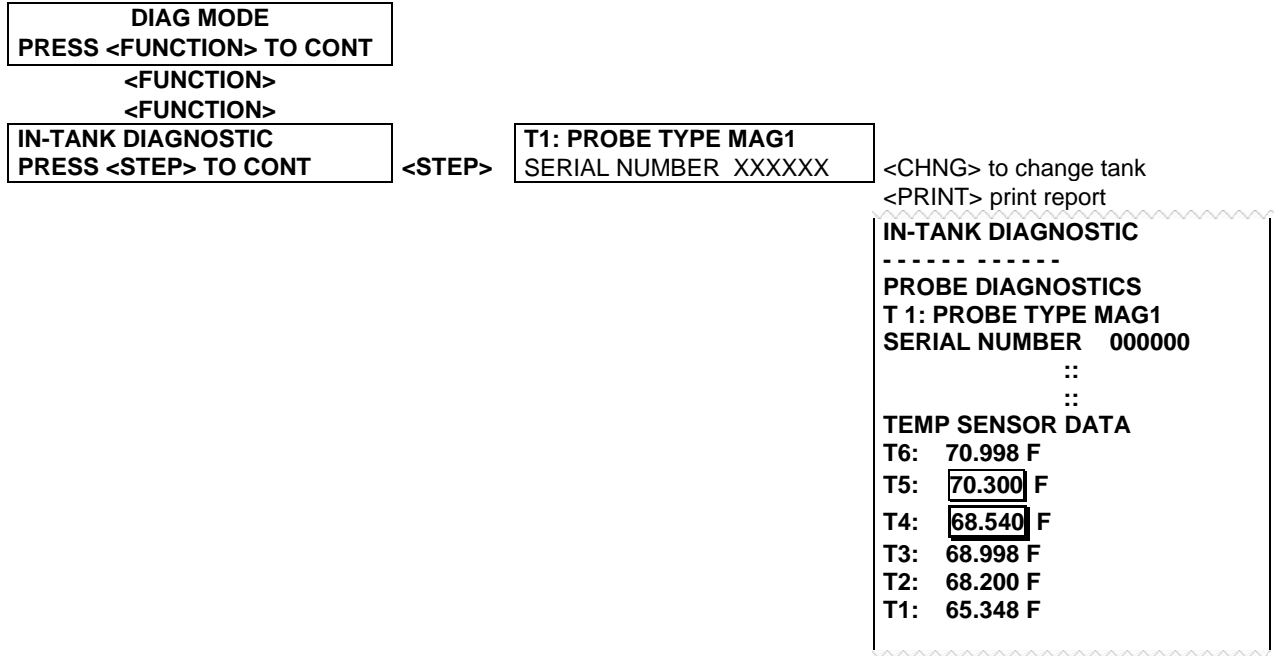 DIAG MODE
PRESS <FUNCTION> TO CONT
<FUNCTION>
<FUNCTION>
IN-TANK DIAGNOSTIC
PRESS <STEP> TO CONT
<STEP>
T1: PROBE TYPE MAG1
SERIAL NUMBER XXXXXX
<CHNG> to change tank
<PRINT> print report
IN-TANK DIAGNOSTIC
- - - - - - - - - - - -
PROBE DIAGNOSTICS
T 1: PROBE TYPE MAG1
SERIAL NUMBER 000000
::
::
TEMP SENSOR DATA
T6: 70.998 F
T5: 70.300 F
T4: 68.540 F
T3: 68.998 F
T2: 68.200 F
T1: 65.348 F